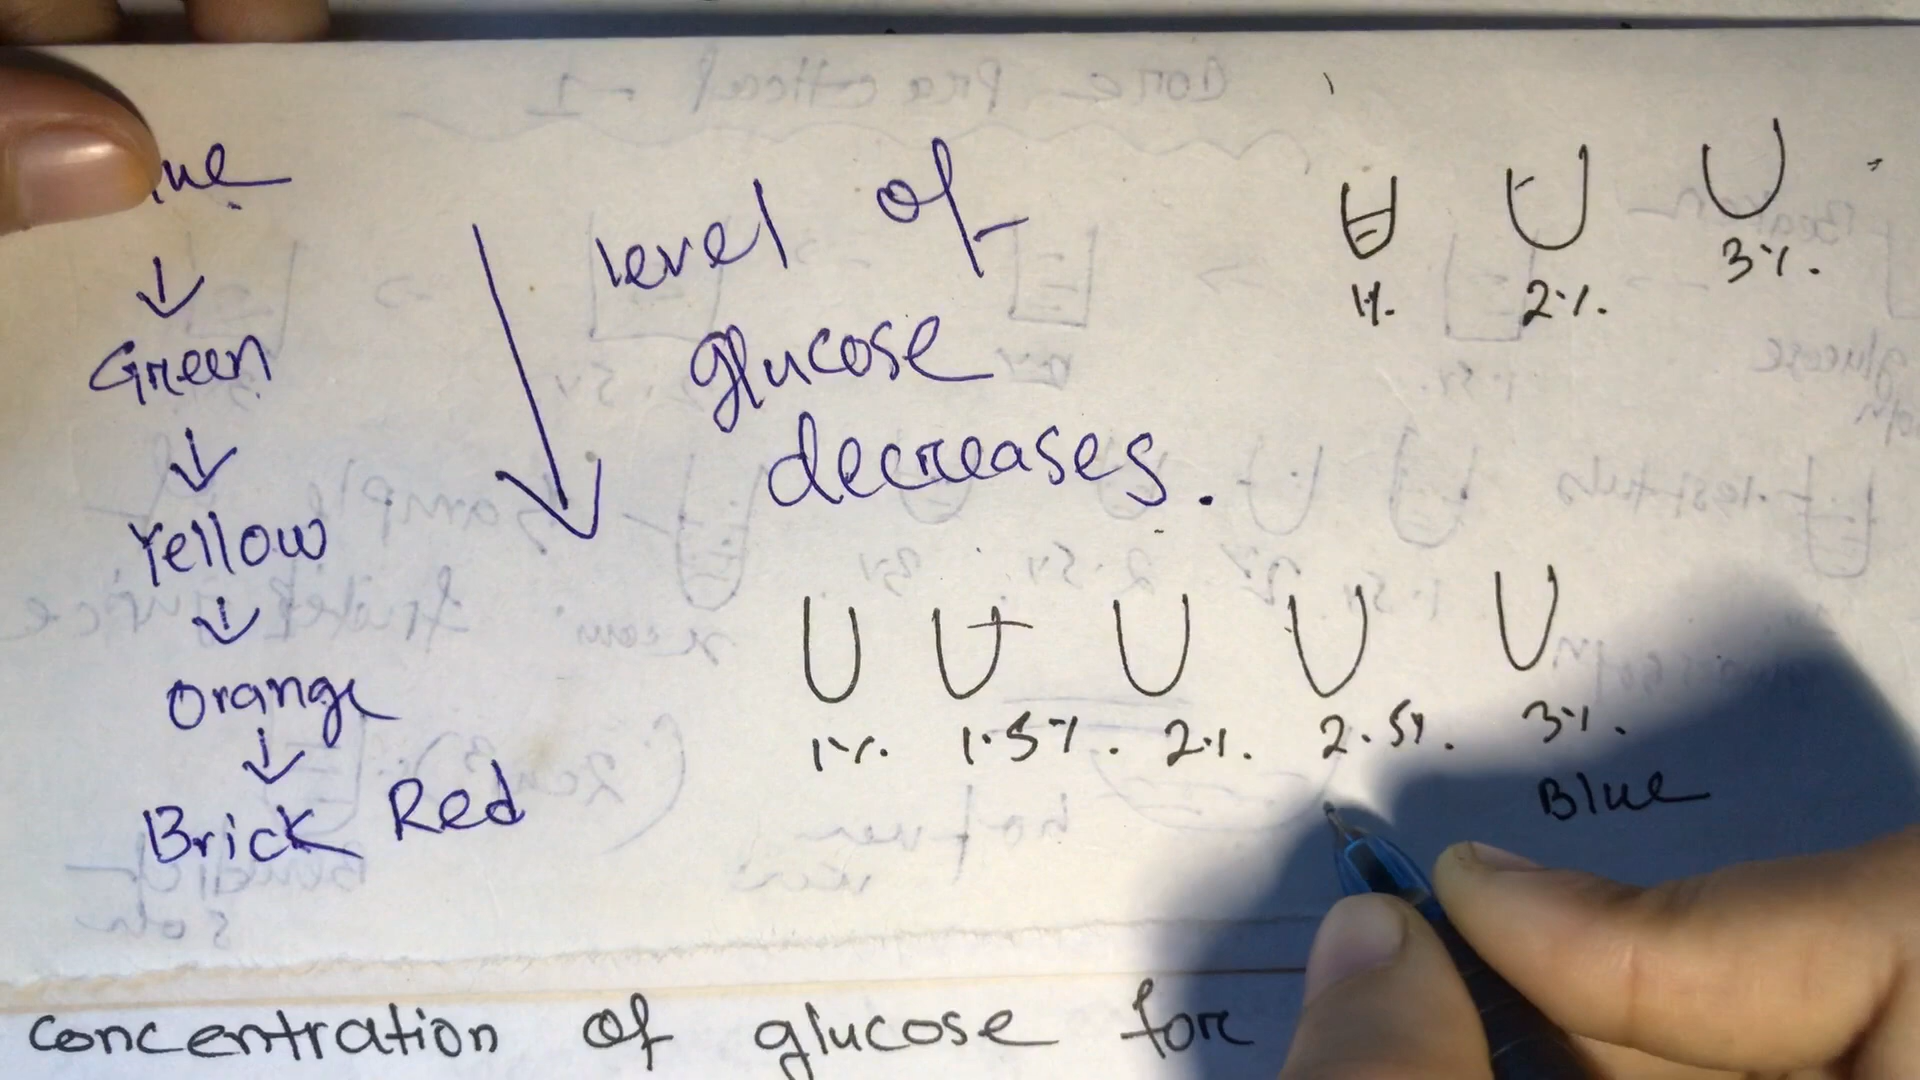 Green
Yellow
Orange
Brick Red
level of
glucose
decreases.
1%. 2%. 3%.
1%. 1.5%. 2%. 2.5%. 3%.
Blue
concentration of glucose for